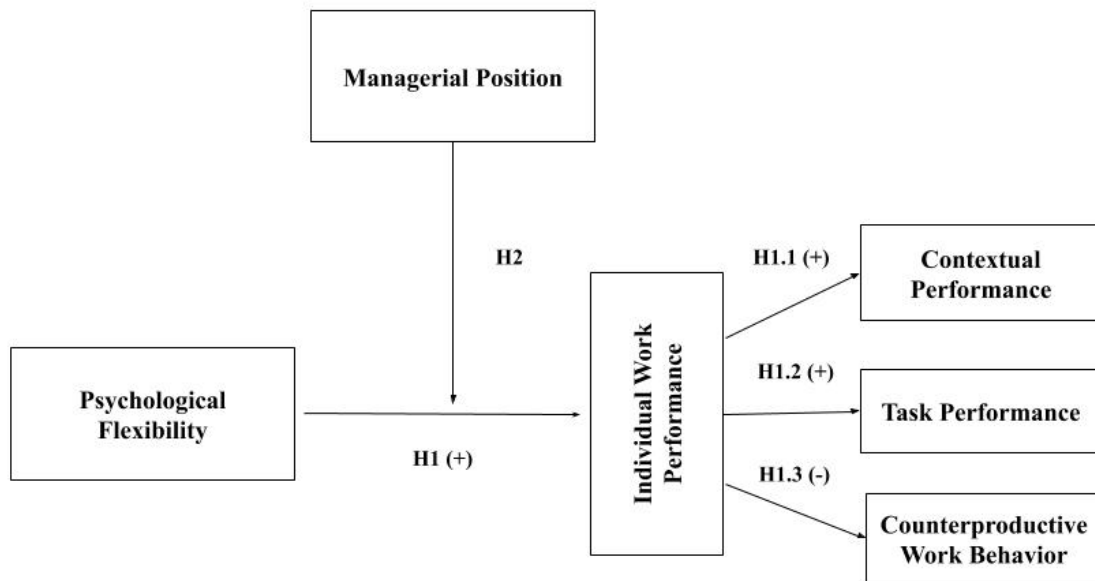 Managerial Position
H2
Psychological
Flexibility
H1 (+)
Individual Work
Performance
H1.1 (+)
Contextual
Performance
H1.2 (+)
Task Performance
H1.3 (-)
Counterproductive
Work Behavior